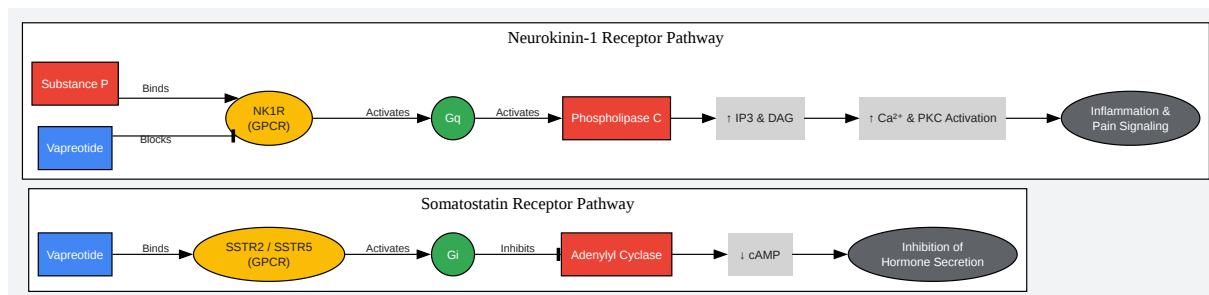 Neurokinin-1 Receptor Pathway
Substance P
Binds
Vapreotide
Blocks
NK1R
(GPCR)
Activates
Gq
Activates
Phospholipase C
↑ IP3 & DAG
↑ Ca²⁺ & PKC Activation
Inflammation &
Pain Signaling
Somatostatin Receptor Pathway
Vapreotide
Binds
SSTR2 / SSTR5
(GPCR)
Activates
Gi
Inhibits
Adenylyl Cyclase
↓ cAMP
Inhibition of
Hormone Secretion